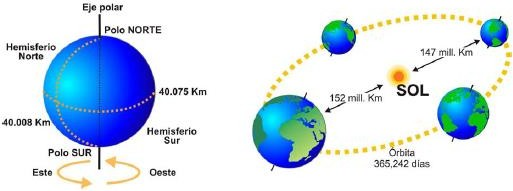 Eje polar
Polo NORTE
Hemisferio
Norte
40.075 Km
40.008 Km
Hemisferio
Sur
Polo SUR
Este
Oeste
147 mill. Km
SOL
152 mill. Km
Órbita
365,242 días